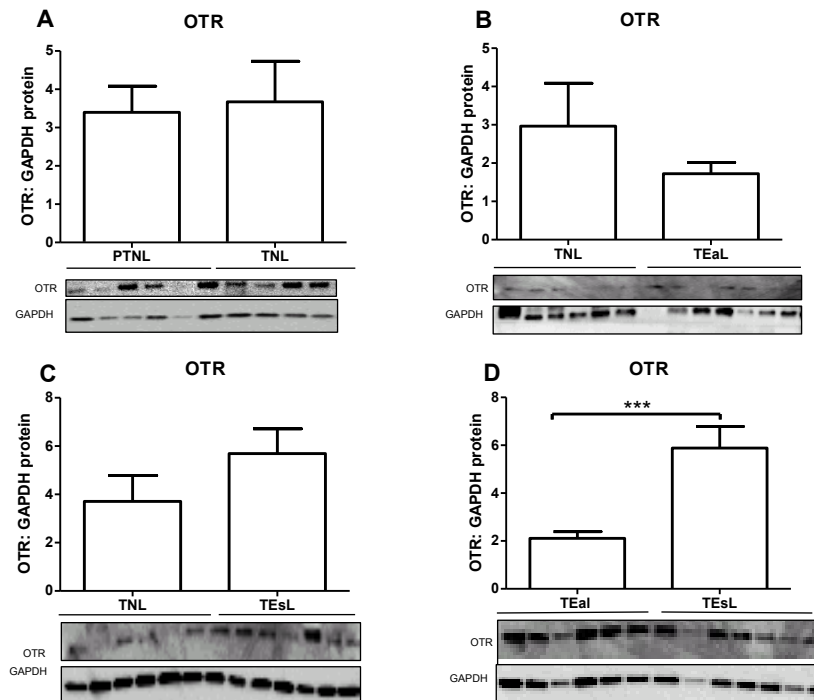 A
OTR
OTR: GAPDH protein
5
4
3
2
1
0
PTNL TNL
OTR
GAPDH
B
OTR
OTR: GAPDH protein
5
4
3
2
1
0
TNL TEaL
OTR
GAPDH
C
OTR
OTR: GAPDH protein
8
6
4
2
0
TNL TEsL
OTR
GAPDH
D
OTR
OTR: GAPDH protein
8
6
4
2
0
***
TEal TEsL
OTR
GAPDH